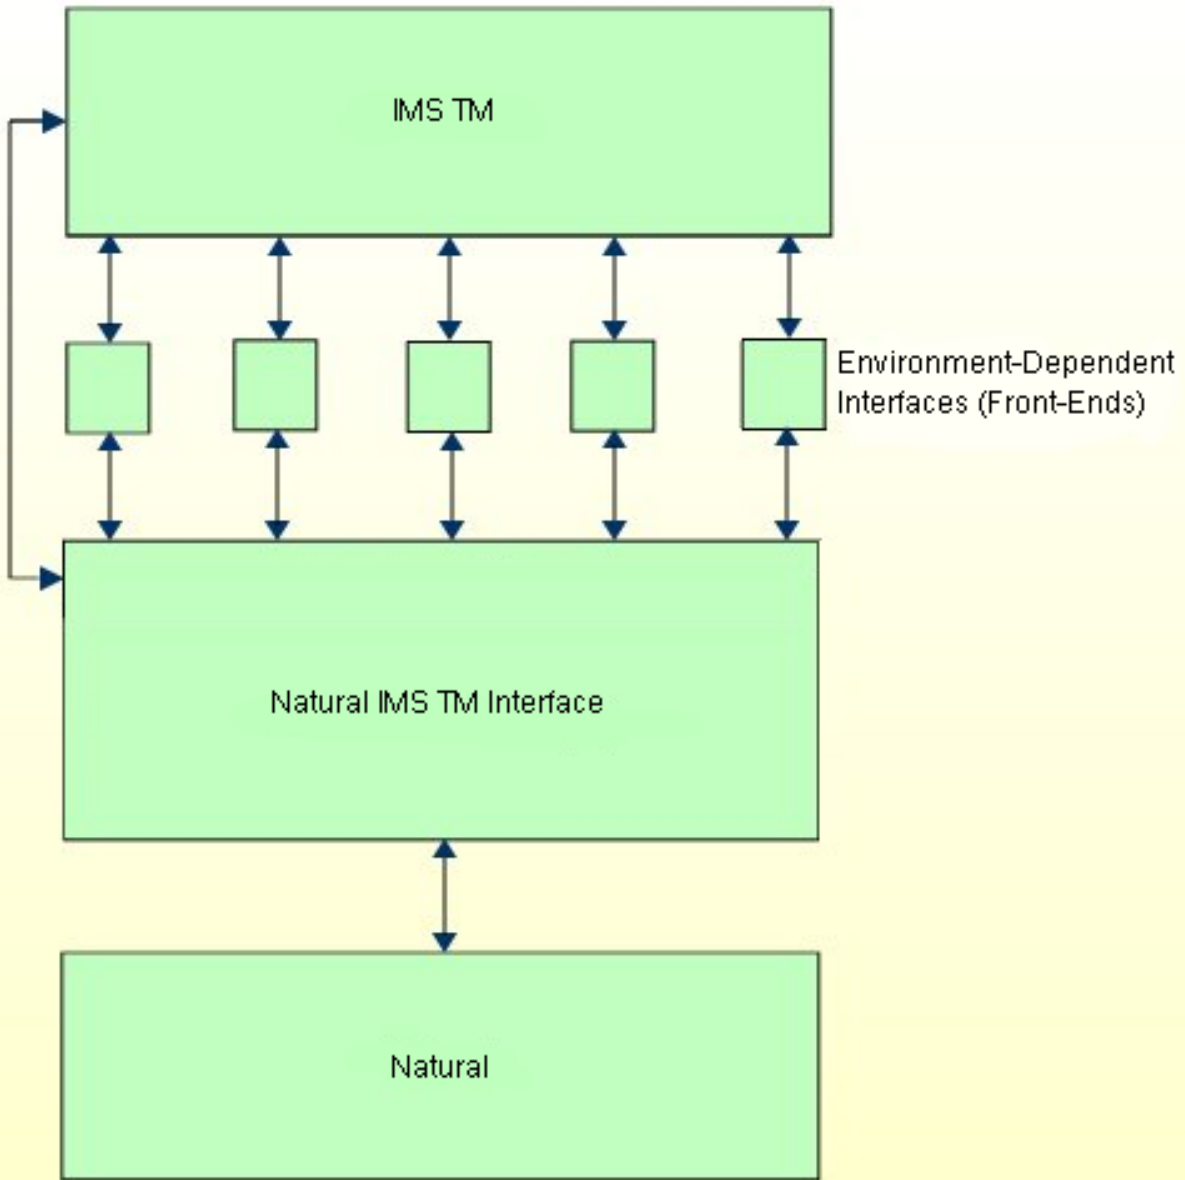 IMS TM
Environment-Dependent
Interfaces (Front-Ends)
Natural IMS TM Interface
Natural